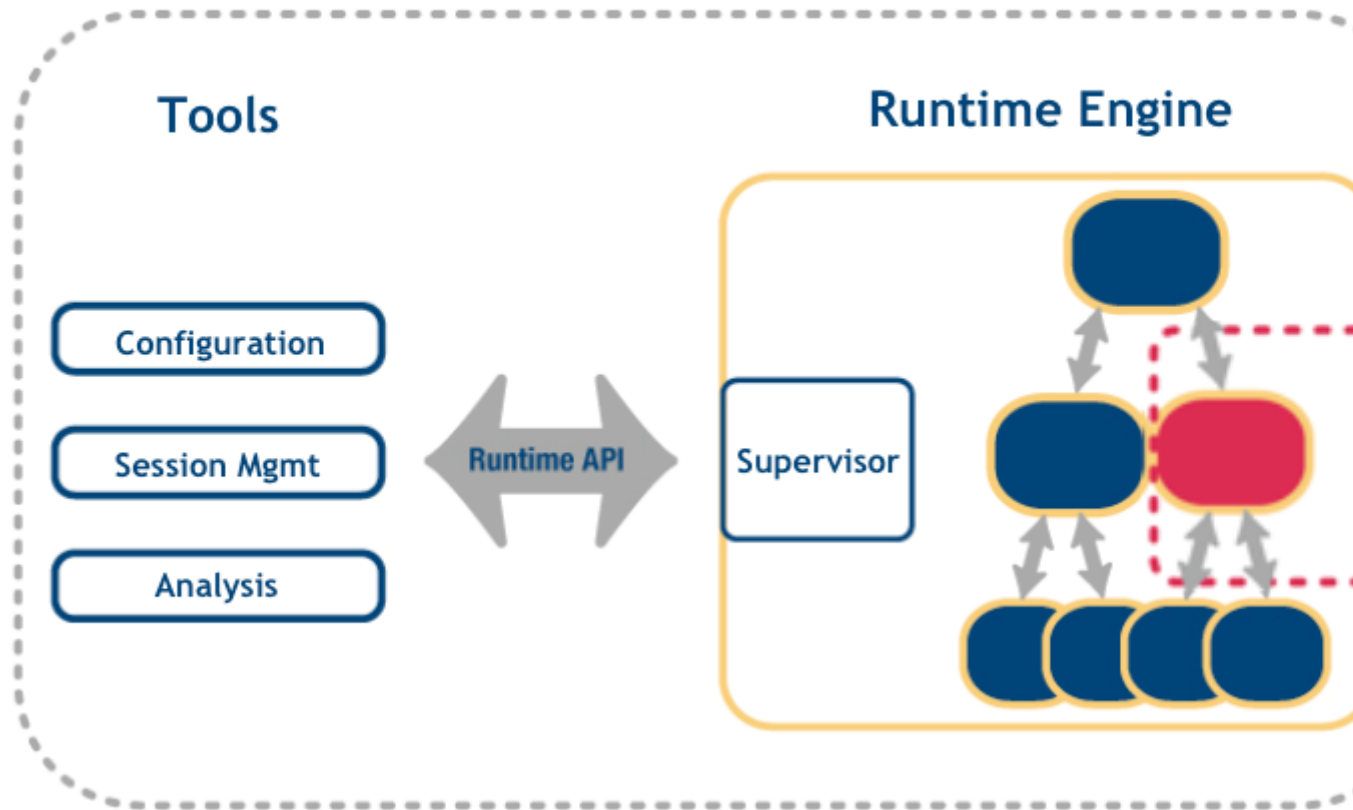 Tools
Runtime Engine
Configuration
Session Mgmt
Analysis
Runtime API
Supervisor